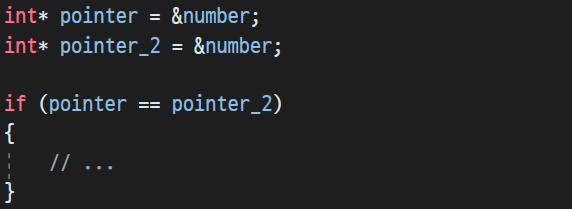 int* pointer = &number;
int* pointer_2 = &number;

if (pointer == pointer_2)
{
    // ...
}